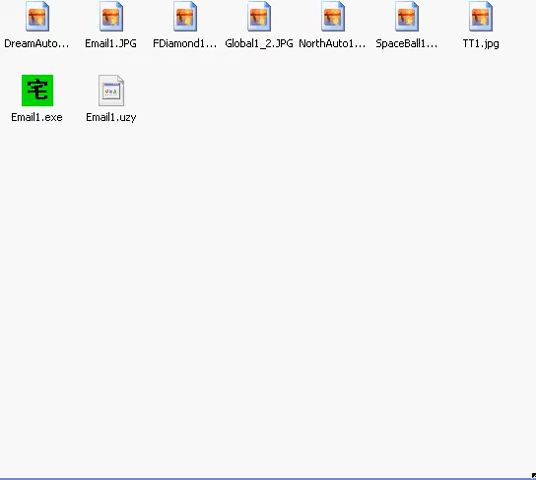 DreamAuto...
Email1.JPG
FDiamond1...
Global1_2.JPG
NorthAuto1...
SpaceBall1...
TT1.jpg
宅
Email1.exe
Email1.uzy